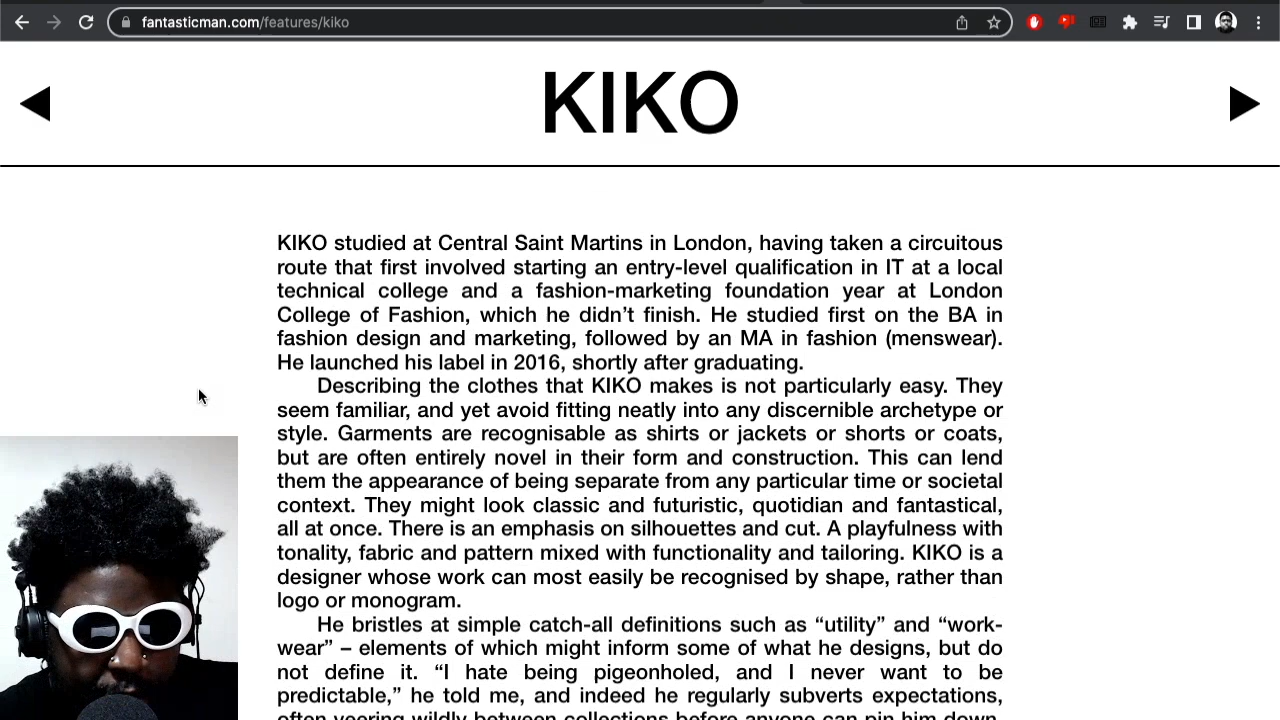 fantasticman.com/features/kiko
KIKO
KIKO studied at Central Saint Martins in London, having taken a circuitous
route that first involved starting an entry-level qualification in IT at a local
technical college and a fashion-marketing foundation year at London
College of Fashion, which he didn’t finish. He studied first on the BA in
fashion design and marketing, followed by an MA in fashion (menswear).
He launched his label in 2016, shortly after graduating.
Describing the clothes that KIKO makes is not particularly easy. They
seem familiar, and yet avoid fitting neatly into any discernible archetype or
style. Garments are recognisable as shirts or jackets or shorts or coats,
but are often entirely novel in their form and construction. This can lend
them the appearance of being separate from any particular time or societal
context. They might look classic and futuristic, quotidian and fantastical,
all at once. There is an emphasis on silhouettes and cut. A playfulness with
tonality, fabric and pattern mixed with functionality and tailoring. KIKO is a
designer whose work can most easily be recognised by shape, rather than
logo or monogram.
He bristles at simple catch-all definitions such as “utility” and “work-
wear” – elements of which might inform some of what he designs, but do
not define it. “I hate being pigeonholed, and I never want to be
predictable,” he told me, and indeed he regularly subverts expectations,
often veering wildly between collections before anyone can pin him down.